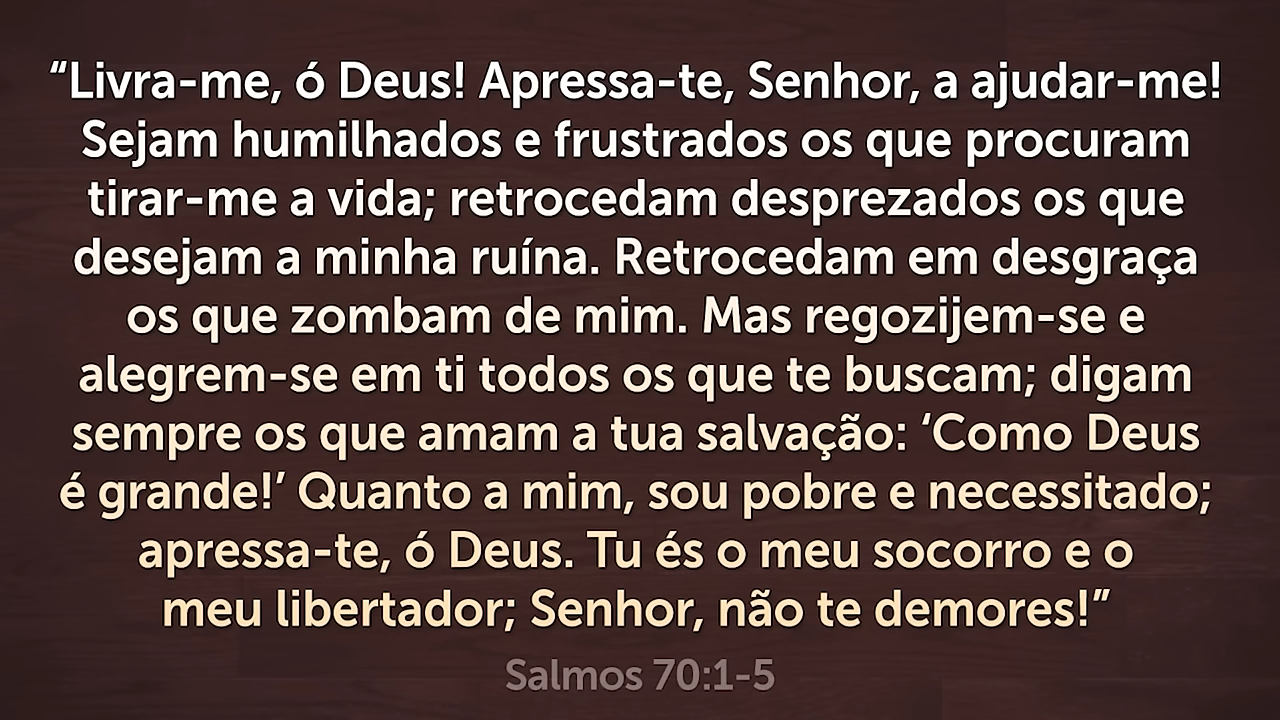 “Livra-me, ó Deus! Apressa-te, Senhor, a ajudar-me!
Sejam humilhados e frustrados os que procuram
tirar-me a vida; retrocedam desprezados os que
desejam a minha ruína. Retrocedam em desgraça
os que zombam de mim. Mas regozijem-se e
alegrem-se em ti todos os que te buscam; digam
sempre os que amam a tua salvação: ‘Como Deus
é grande!’ Quanto a mim, sou pobre e necessitado;
apressa-te, ó Deus. Tu és o meu socorro e o
meu libertador; Senhor, não te demores!”
Salmos 70:1-5